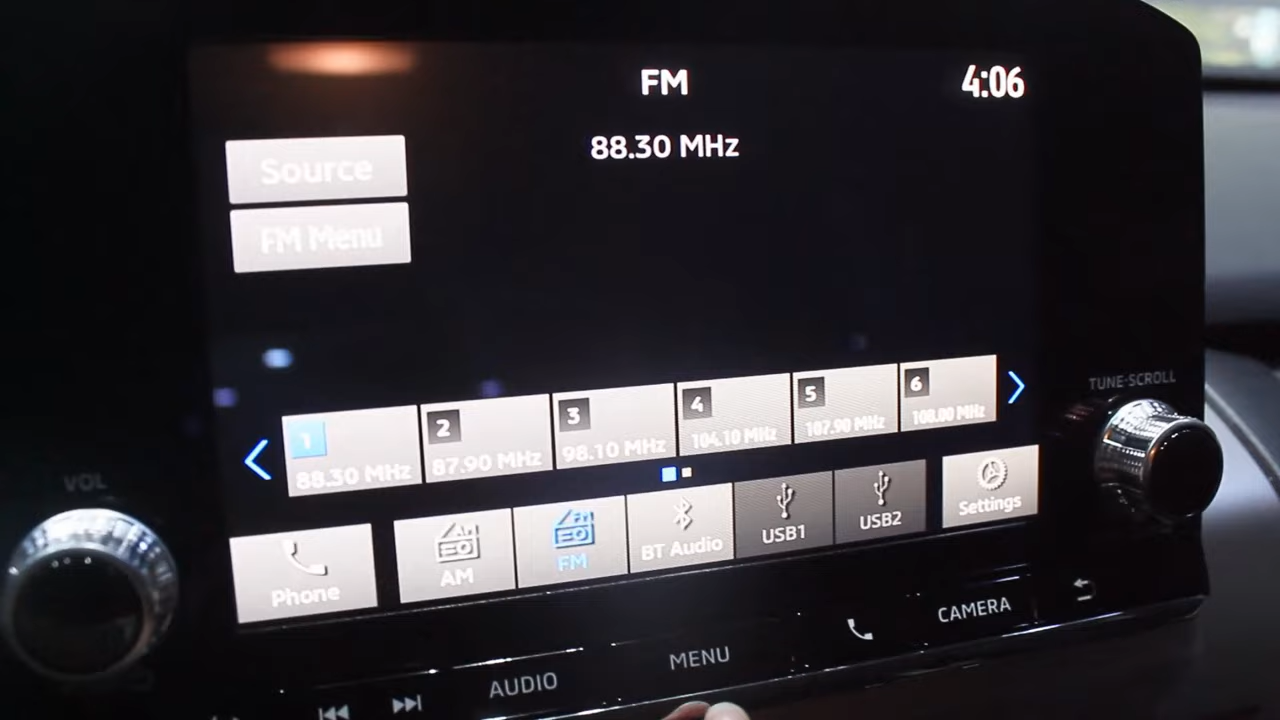 FM
4:06
88.30 MHz
Source
FM Menu
1
88.30 MHz
2
87.90 MHz
3
98.10 MHz
4
104.10 MHz
5
107.90 MHz
6
108.00 MHz
TUNE·SCROLL
VOL
Phone
AM
FM
FM
BT Audio
USB1
USB2
Settings
AUDIO
MENU
CAMERA